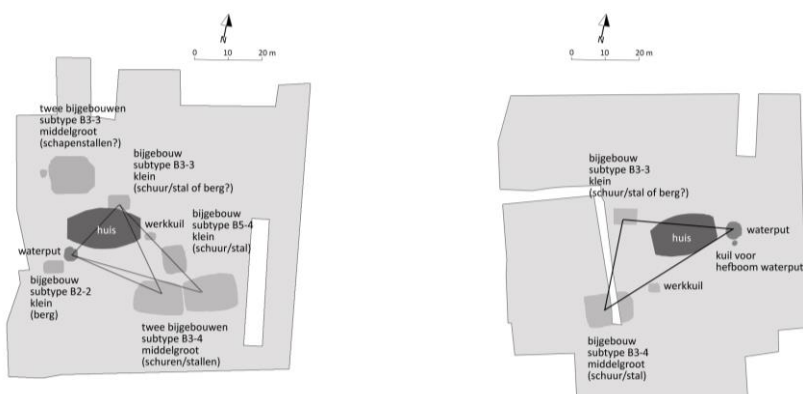 N
0 10 20 m
twee bijgebouwen
subtype B3-3
middelgroot
(schapenstallen?)
bijgebouw
subtype B3-3
klein
(schuur/stal of berg?)
bijgebouw
subtype B5-4
klein
(schuur/stal)
werkkuil
huis
waterput
bijgebouw
subtype B2-2
klein
(berg)
twee bijgebouwen
subtype B3-4
middelgroot
(schuren/stallen)
N
0 10 20 m
bijgebouw
subtype B3-3
klein
(schuur/stal of berg?)
huis
waterput
kuil voor
hefboom waterput
werkkuil
bijgebouw
subtype B3-4
middelgroot
(schuur/stal)